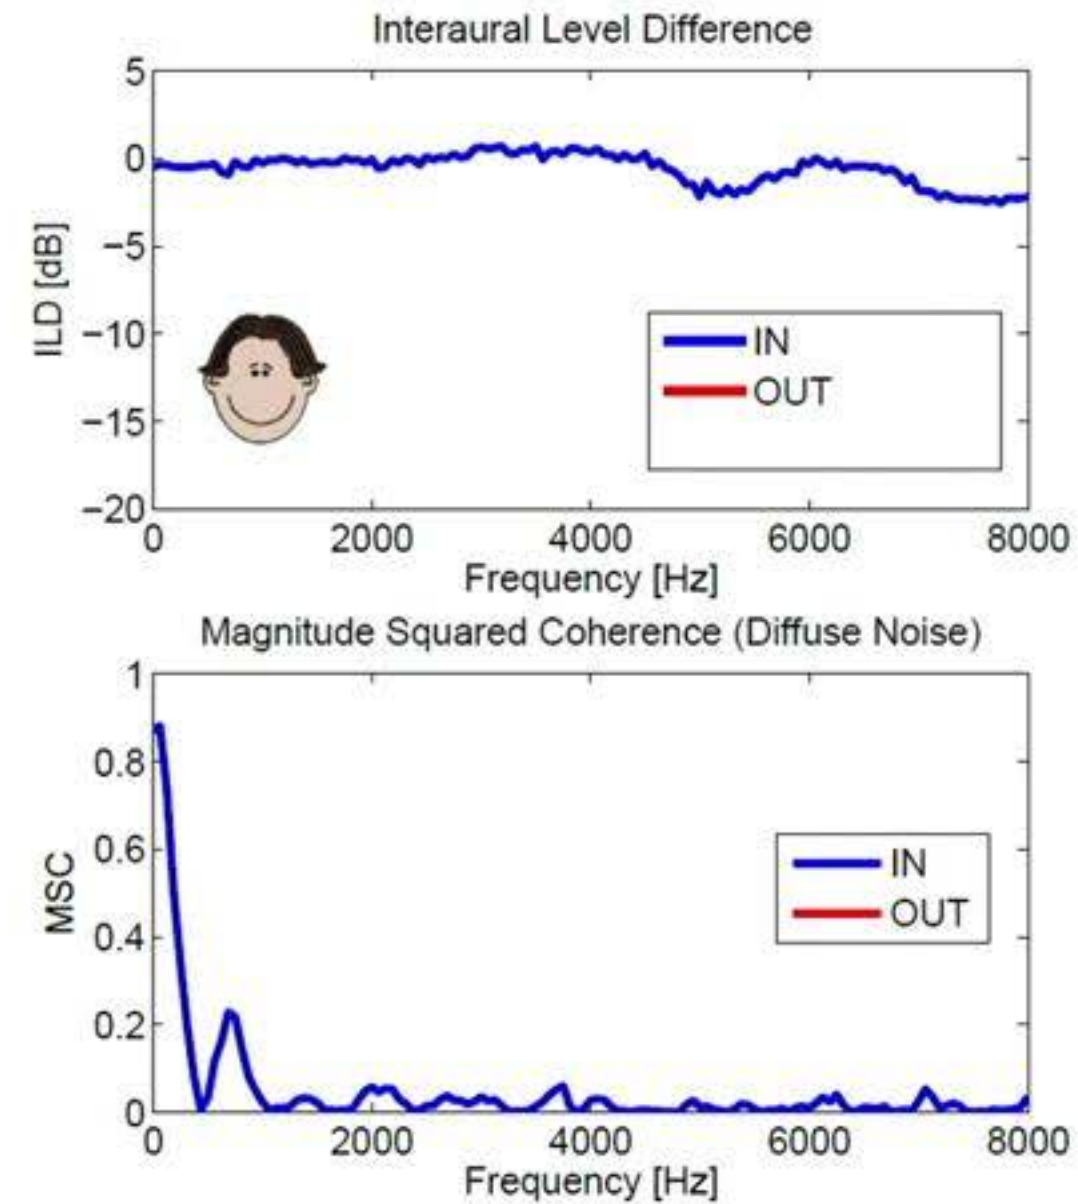 Interaural Level Difference
5
0
−5
−10
−15
−20
ILD [dB]
IN
OUT
0 2000 4000 6000 8000
Frequency [Hz]
Magnitude Squared Coherence (Diffuse Noise)
1
0.8
0.6
0.4
0.2
0
MSC
IN
OUT
0 2000 4000 6000 8000
Frequency [Hz]